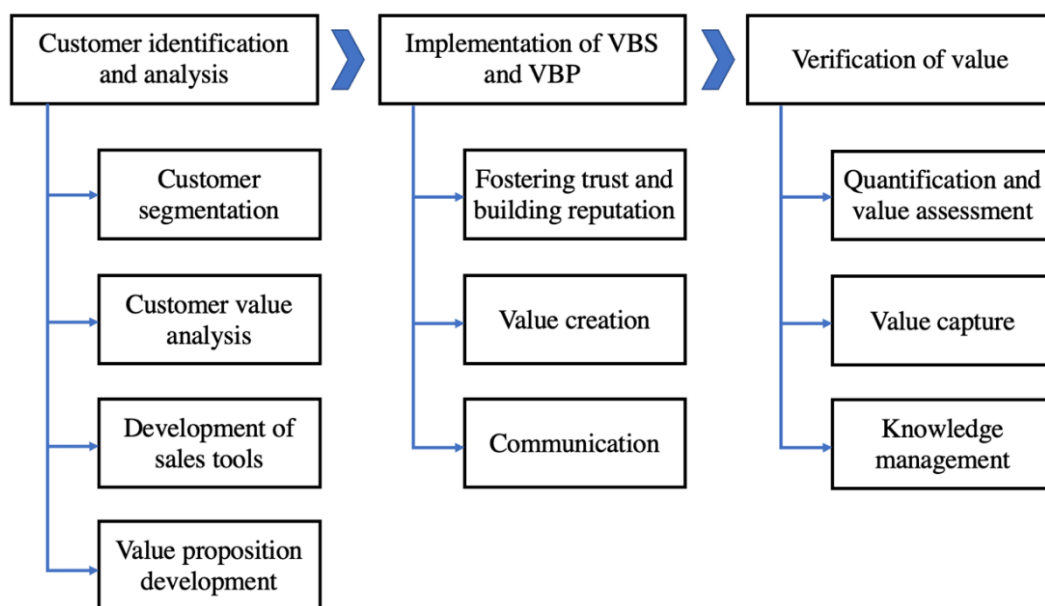 Customer identification
and analysis
Implementation of VBS
and VBP
Verification of value
Customer
segmentation
Customer value
analysis
Development of
sales tools
Value proposition
development
Fostering trust and
building reputation
Value creation
Communication
Quantification and
value assessment
Value capture
Knowledge
management